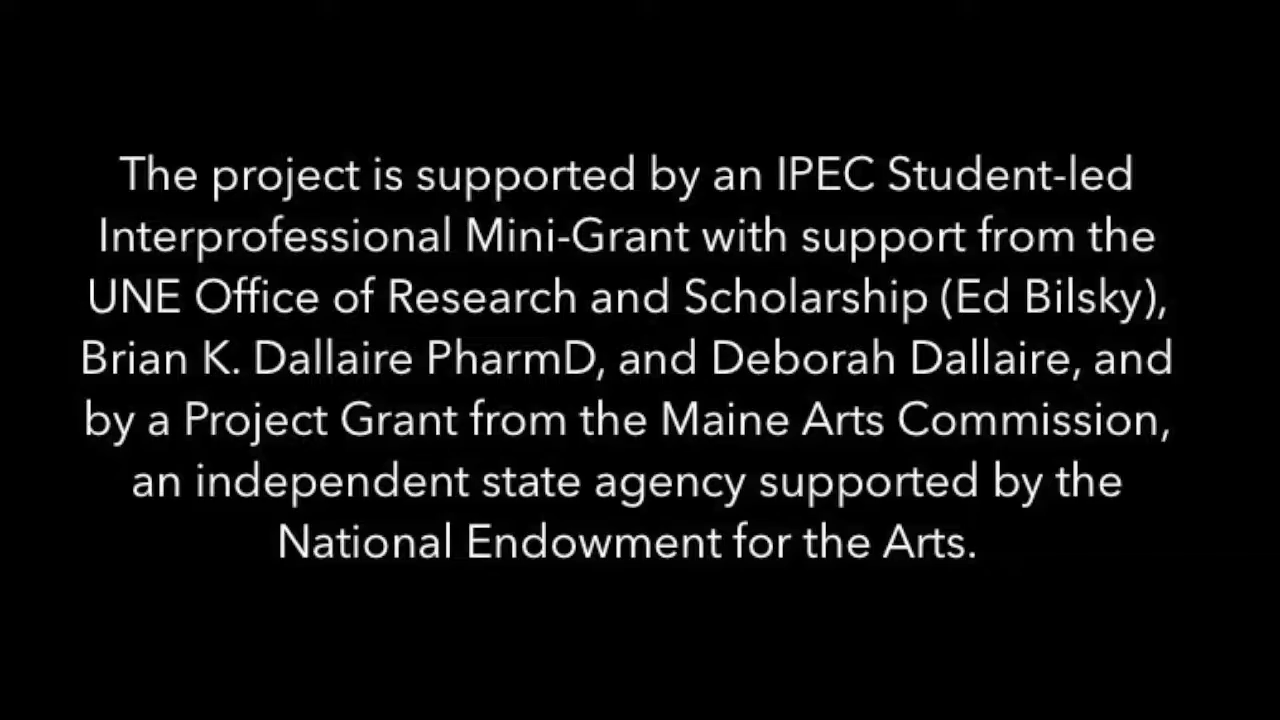 The project is supported by an IPEC Student-led
Interprofessional Mini-Grant with support from the
UNE Office of Research and Scholarship (Ed Bilsky),
Brian K. Dallaire PharmD, and Deborah Dallaire, and
by a Project Grant from the Maine Arts Commission,
an independent state agency supported by the
National Endowment for the Arts.